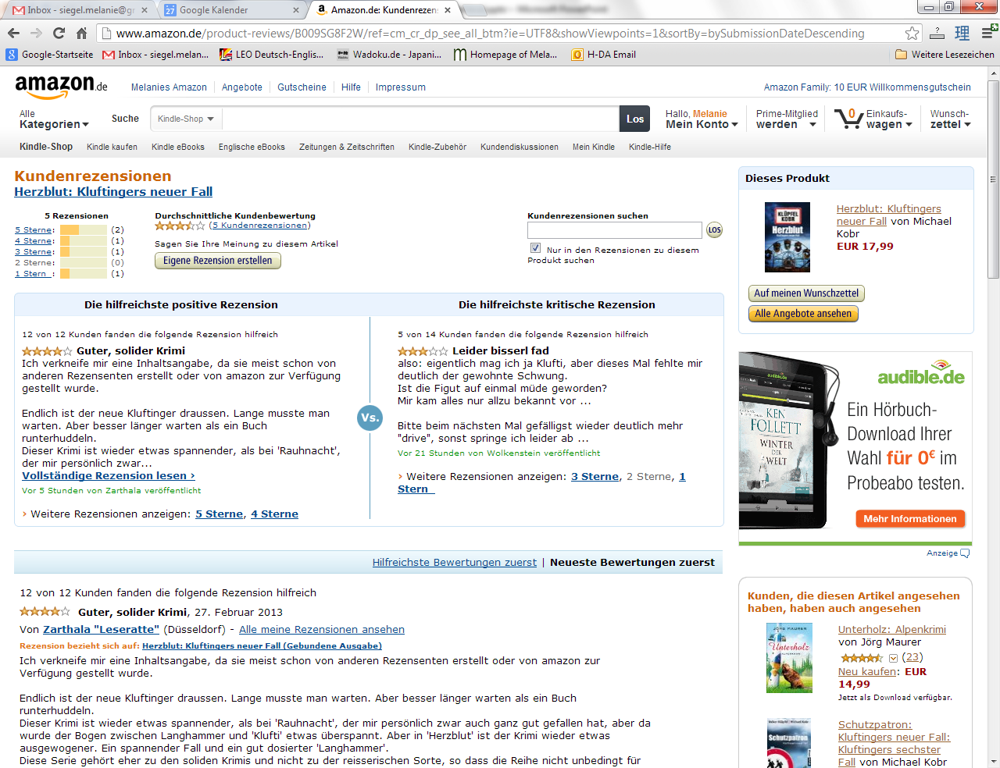 Inbox - siegel.melanie@g
Google Kalender
Amazon.de: Kundenrezens
Microsoft PowerPoint
www.amazon.de/product-reviews/B009SG8F2W/ref=cm_cr_dp_see_all_btm?ie=UTF8&showViewpoints=1&sortBy=bySubmissionDateDescending
Google-Startseite
Inbox - siegel.melan...
LEO Deutsch-Englis...
Wadoku.de - Japani...
Homepage of Mela...
H-DA Email
Weitere Lesezeichen
amazon.de
Melanies Amazon | Angebote | Gutscheine | Hilfe | Impressum
Amazon Family: 10 EUR Willkommensgutschein
Alle
Kategorien
Suche
Kindle-Shop
Los
Hallo, Melanie
Mein Konto
Prime-Mitglied
werden
0
Einkaufs-
wagen
Wunsch-
zettel
Kindle-Shop Kindle kaufen Kindle eBooks Englische eBooks Zeitungen & Zeitschriften Kindle-Zubehör Kundendiskussionen Mein Kindle Kindle-Hilfe
Kundenrezensionen
Herzblut: Kluftingers neuer Fall
5 Rezensionen
5 Sterne: (2)
4 Sterne: (1)
3 Sterne: (1)
2 Sterne: (0)
1 Stern : (1)
Durchschnittliche Kundenbewertung
(5 Kundenrezensionen)
Sagen Sie Ihre Meinung zu diesem Artikel
Eigene Rezension erstellen
Kundenrezensionen suchen
LOS
Nur in den Rezensionen zu diesem
Produkt suchen
Die hilfreichste positive Rezension
12 von 12 Kunden fanden die folgende Rezension hilfreich
Guter, solider Krimi
Ich verkneife mir eine Inhaltsangabe, da sie meist schon von
anderen Rezensenten erstellt oder von amazon zur Verfügung
gestellt wurde.
Endlich ist der neue Kluftinger draussen. Lange musste man
warten. Aber besser länger warten als ein Buch
runterhuddeln.
Dieser Krimi ist wieder etwas spannender, als bei 'Rauhnacht',
der mir persönlich zwar...
Vollständige Rezension lesen ›
Vor 5 Stunden von Zarthala veröffentlicht
› Weitere Rezensionen anzeigen: 5 Sterne, 4 Sterne
Vs.
Die hilfreichste kritische Rezension
5 von 14 Kunden fanden die folgende Rezension hilfreich
Leider bisserl fad
also: eigentlich mag ich ja Klufti, aber dieses Mal fehlte mir
deutlich der gewohnte Schwung.
Ist die Figut auf einmal müde geworden?
Mir kam alles nur allzu bekannt vor ...
Bitte beim nächsten Mal gefälligst wieder deutlich mehr
"drive", sonst springe ich leider ab ...
Vor 21 Stunden von Wolkenstein veröffentlicht
› Weitere Rezensionen anzeigen: 3 Sterne, 2 Sterne, 1
Stern
Hilfreichste Bewertungen zuerst | Neueste Bewertungen zuerst
12 von 12 Kunden fanden die folgende Rezension hilfreich
Guter, solider Krimi, 27. Februar 2013
Von Zarthala "Leseratte" (Düsseldorf) - Alle meine Rezensionen ansehen
Rezension bezieht sich auf: Herzblut: Kluftingers neuer Fall (Gebundene Ausgabe)
Ich verkneife mir eine Inhaltsangabe, da sie meist schon von anderen Rezensenten erstellt oder von amazon zur
Verfügung gestellt wurde.
Endlich ist der neue Kluftinger draussen. Lange musste man warten. Aber besser länger warten als ein Buch
runterhuddeln.
Dieser Krimi ist wieder etwas spannender, als bei 'Rauhnacht', der mir persönlich zwar auch ganz gut gefallen hat, aber da
wurde der Bogen zwischen Langhammer und 'Klufti' etwas überspannt. Aber in 'Herzblut' ist der Krimi wieder etwas
ausgewogener. Ein spannender Fall und ein gut dosierter 'Langhammer'.
Diese Serie gehört eher zu den soliden Krimis und nicht zu der reisserischen Sorte, so dass die Reihe nicht unbedingt für
Dieses Produkt
KLÜPFEL
KOBR
Herzblut
Herzblut: Kluftingers
neuer Fall von Michael
Kobr
EUR 17,99
Auf meinen Wunschzettel
Alle Angebote ansehen
audible.de
KEN
FOLLETT
WINTER
DER
WELT
audible.de
Ein Hörbuch-
Download Ihrer
Wahl für 0€ im
Probeabo testen.
Mehr Informationen
Anzeige
Kunden, die diesen Artikel angesehen
haben, haben auch angesehen
JÖRG MAURER
Unterholz
Unterholz: Alpenkrimi
von Jörg Maurer
(23)
Neu kaufen: EUR
14,99
Jetzt als Download verfügbar.
Schutzpatron
Schutzpatron:
Kluftingers neuer Fall:
Kluftingers sechster
Fall von Michael Kobr